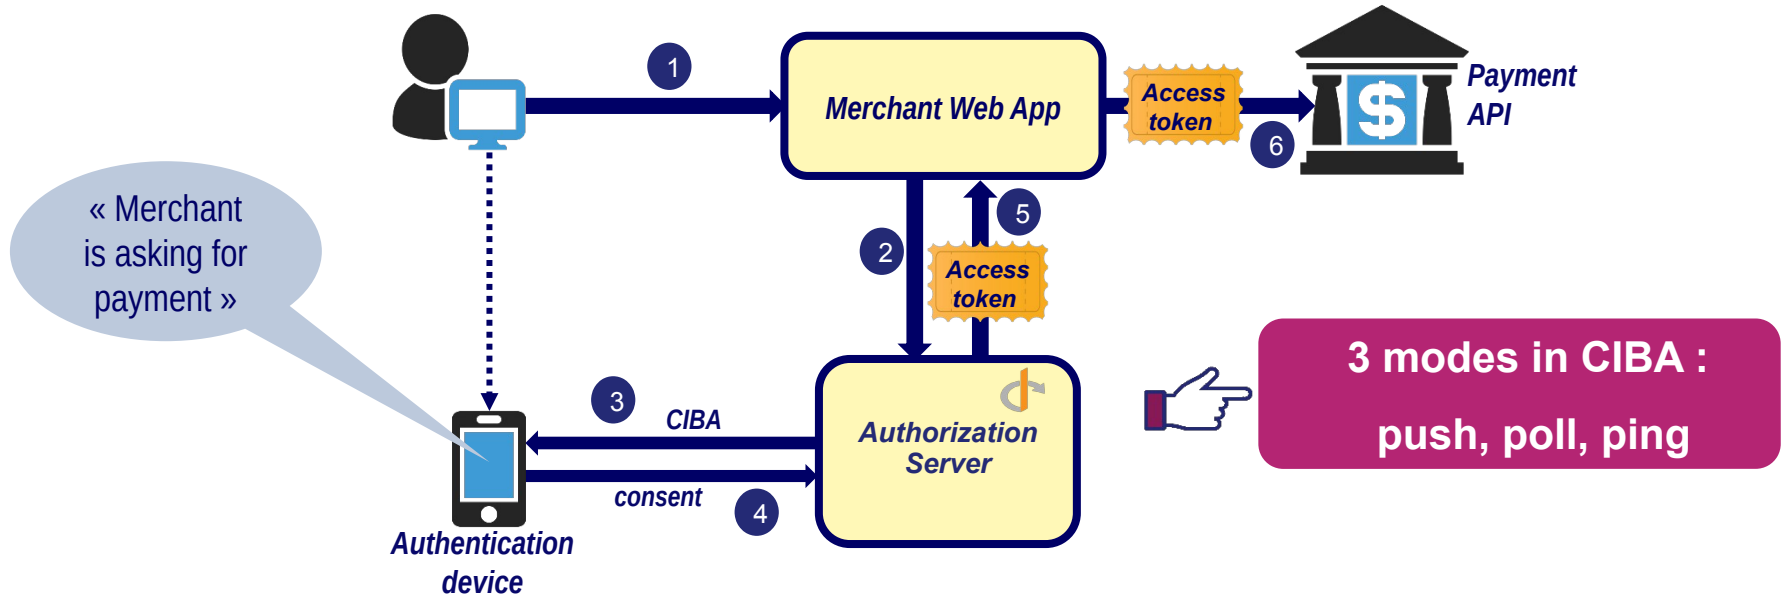 1
Merchant Web App
Access
token
6
Payment
API
« Merchant
is asking for
payment »
2
5
Access
token
3
CIBA
Authorization
Server
consent
4
Authentication
device
3 modes in CIBA :
push, poll, ping